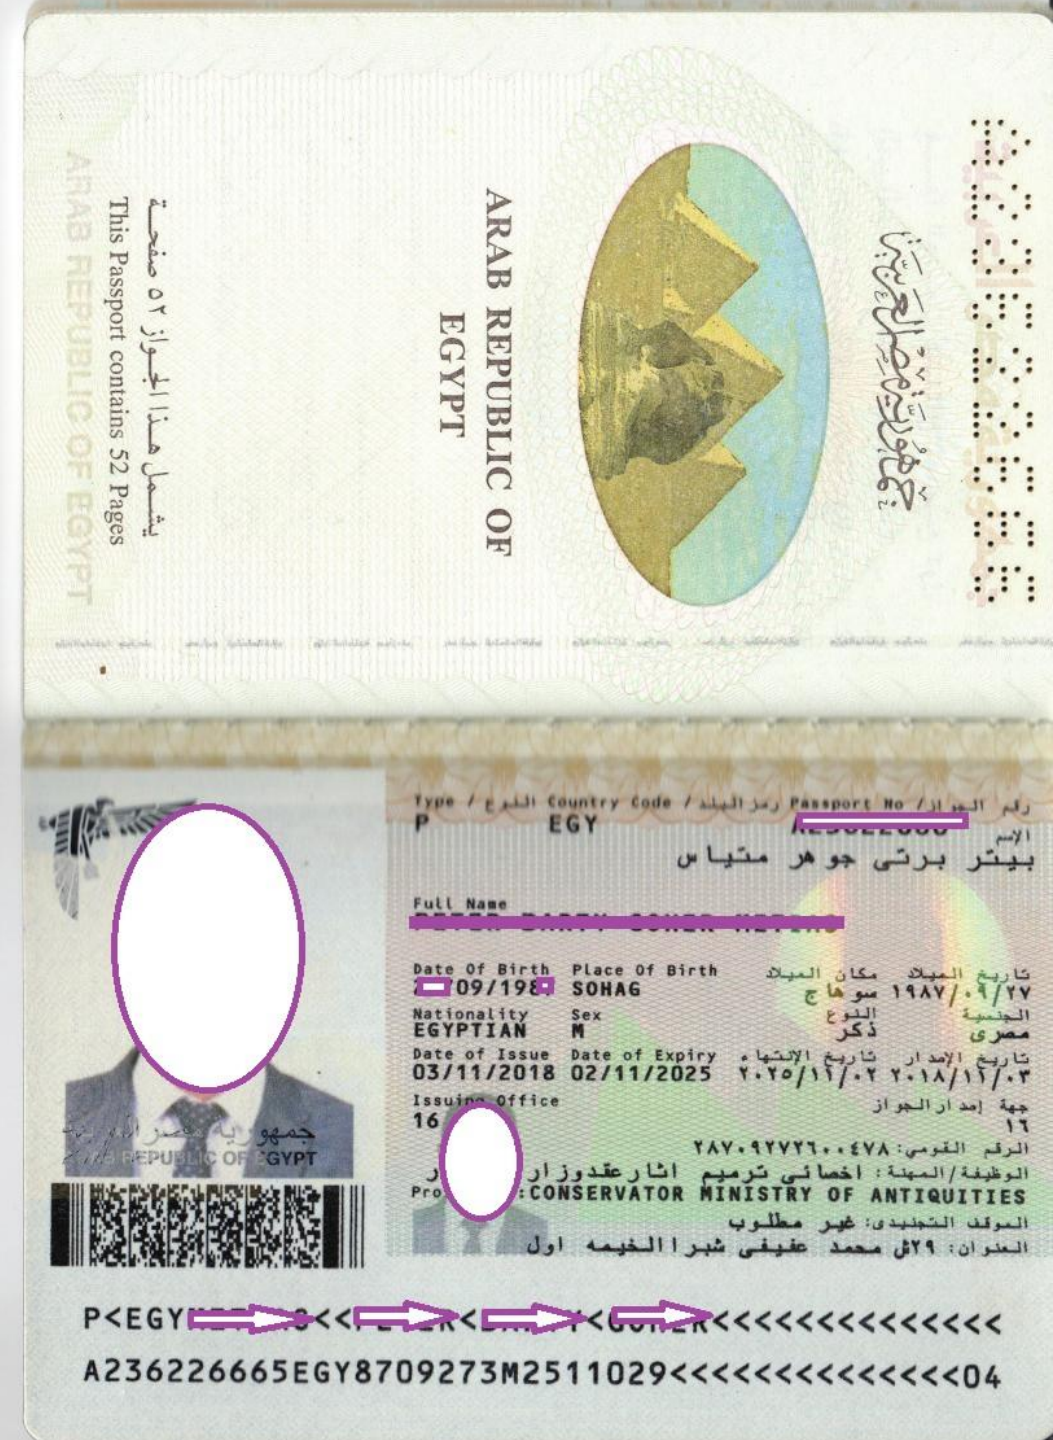 جمهورية مصر العربية
ARAB REPUBLIC OF
EGYPT
يشمل هذا الجواز ٥٢ صفحة
This Passport contains 52 Pages
ARAB REPUBLIC OF EGYPT
Type / النوع Country Code / رمز البلد Passport No / رقم الجواز
P EGY
الإسم
بيتر برتى جوهر متياس
Full Name
Date Of Birth Place Of Birth مكان الميلاد تاريخ الميلاد
/09/198 SOHAG سوهاج ١٩٨٧/٠٩/٢٧
Nationality Sex النوع الجنسية
EGYPTIAN M ذكر مصرى
Date of Issue Date of Expiry تاريخ الإنتهاء تاريخ الإصدار
03/11/2018 02/11/2025 ٢٠٢٥/١١/٠٢ ٢٠١٨/١١/٠٣
Issuing Office جهة إصدار الجواز
16 ١٦
الرقم القومى: ٢٨٧٠٩٢٧٢٦٠٠٤٧٨
الوظيفة/المهنة: اخصائى ترميم اثار
:CONSERVATOR MINISTRY OF ANTIQUITIES
الموقف التجنيدى: غير مطلوب
العنوان: ٢٩ش محمد عفيفى شبرا الخيمه اول
جمهورية مصر العربية
REPUBLIC OF EGYPT
P<EGY << < < <<<<<<<<<<<<<<
A236226665EGY8709273M2511029<<<<<<<<<<<<<<04